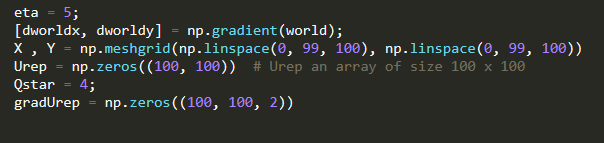 eta = 5;
[dworldx, dworldy] = np.gradient(world);
X , Y = np.meshgrid(np.linspace(0, 99, 100), np.linspace(0, 99, 100))
Urep = np.zeros((100, 100))  # Urep an array of size 100 x 100
Qstar = 4;
gradUrep = np.zeros((100, 100, 2))